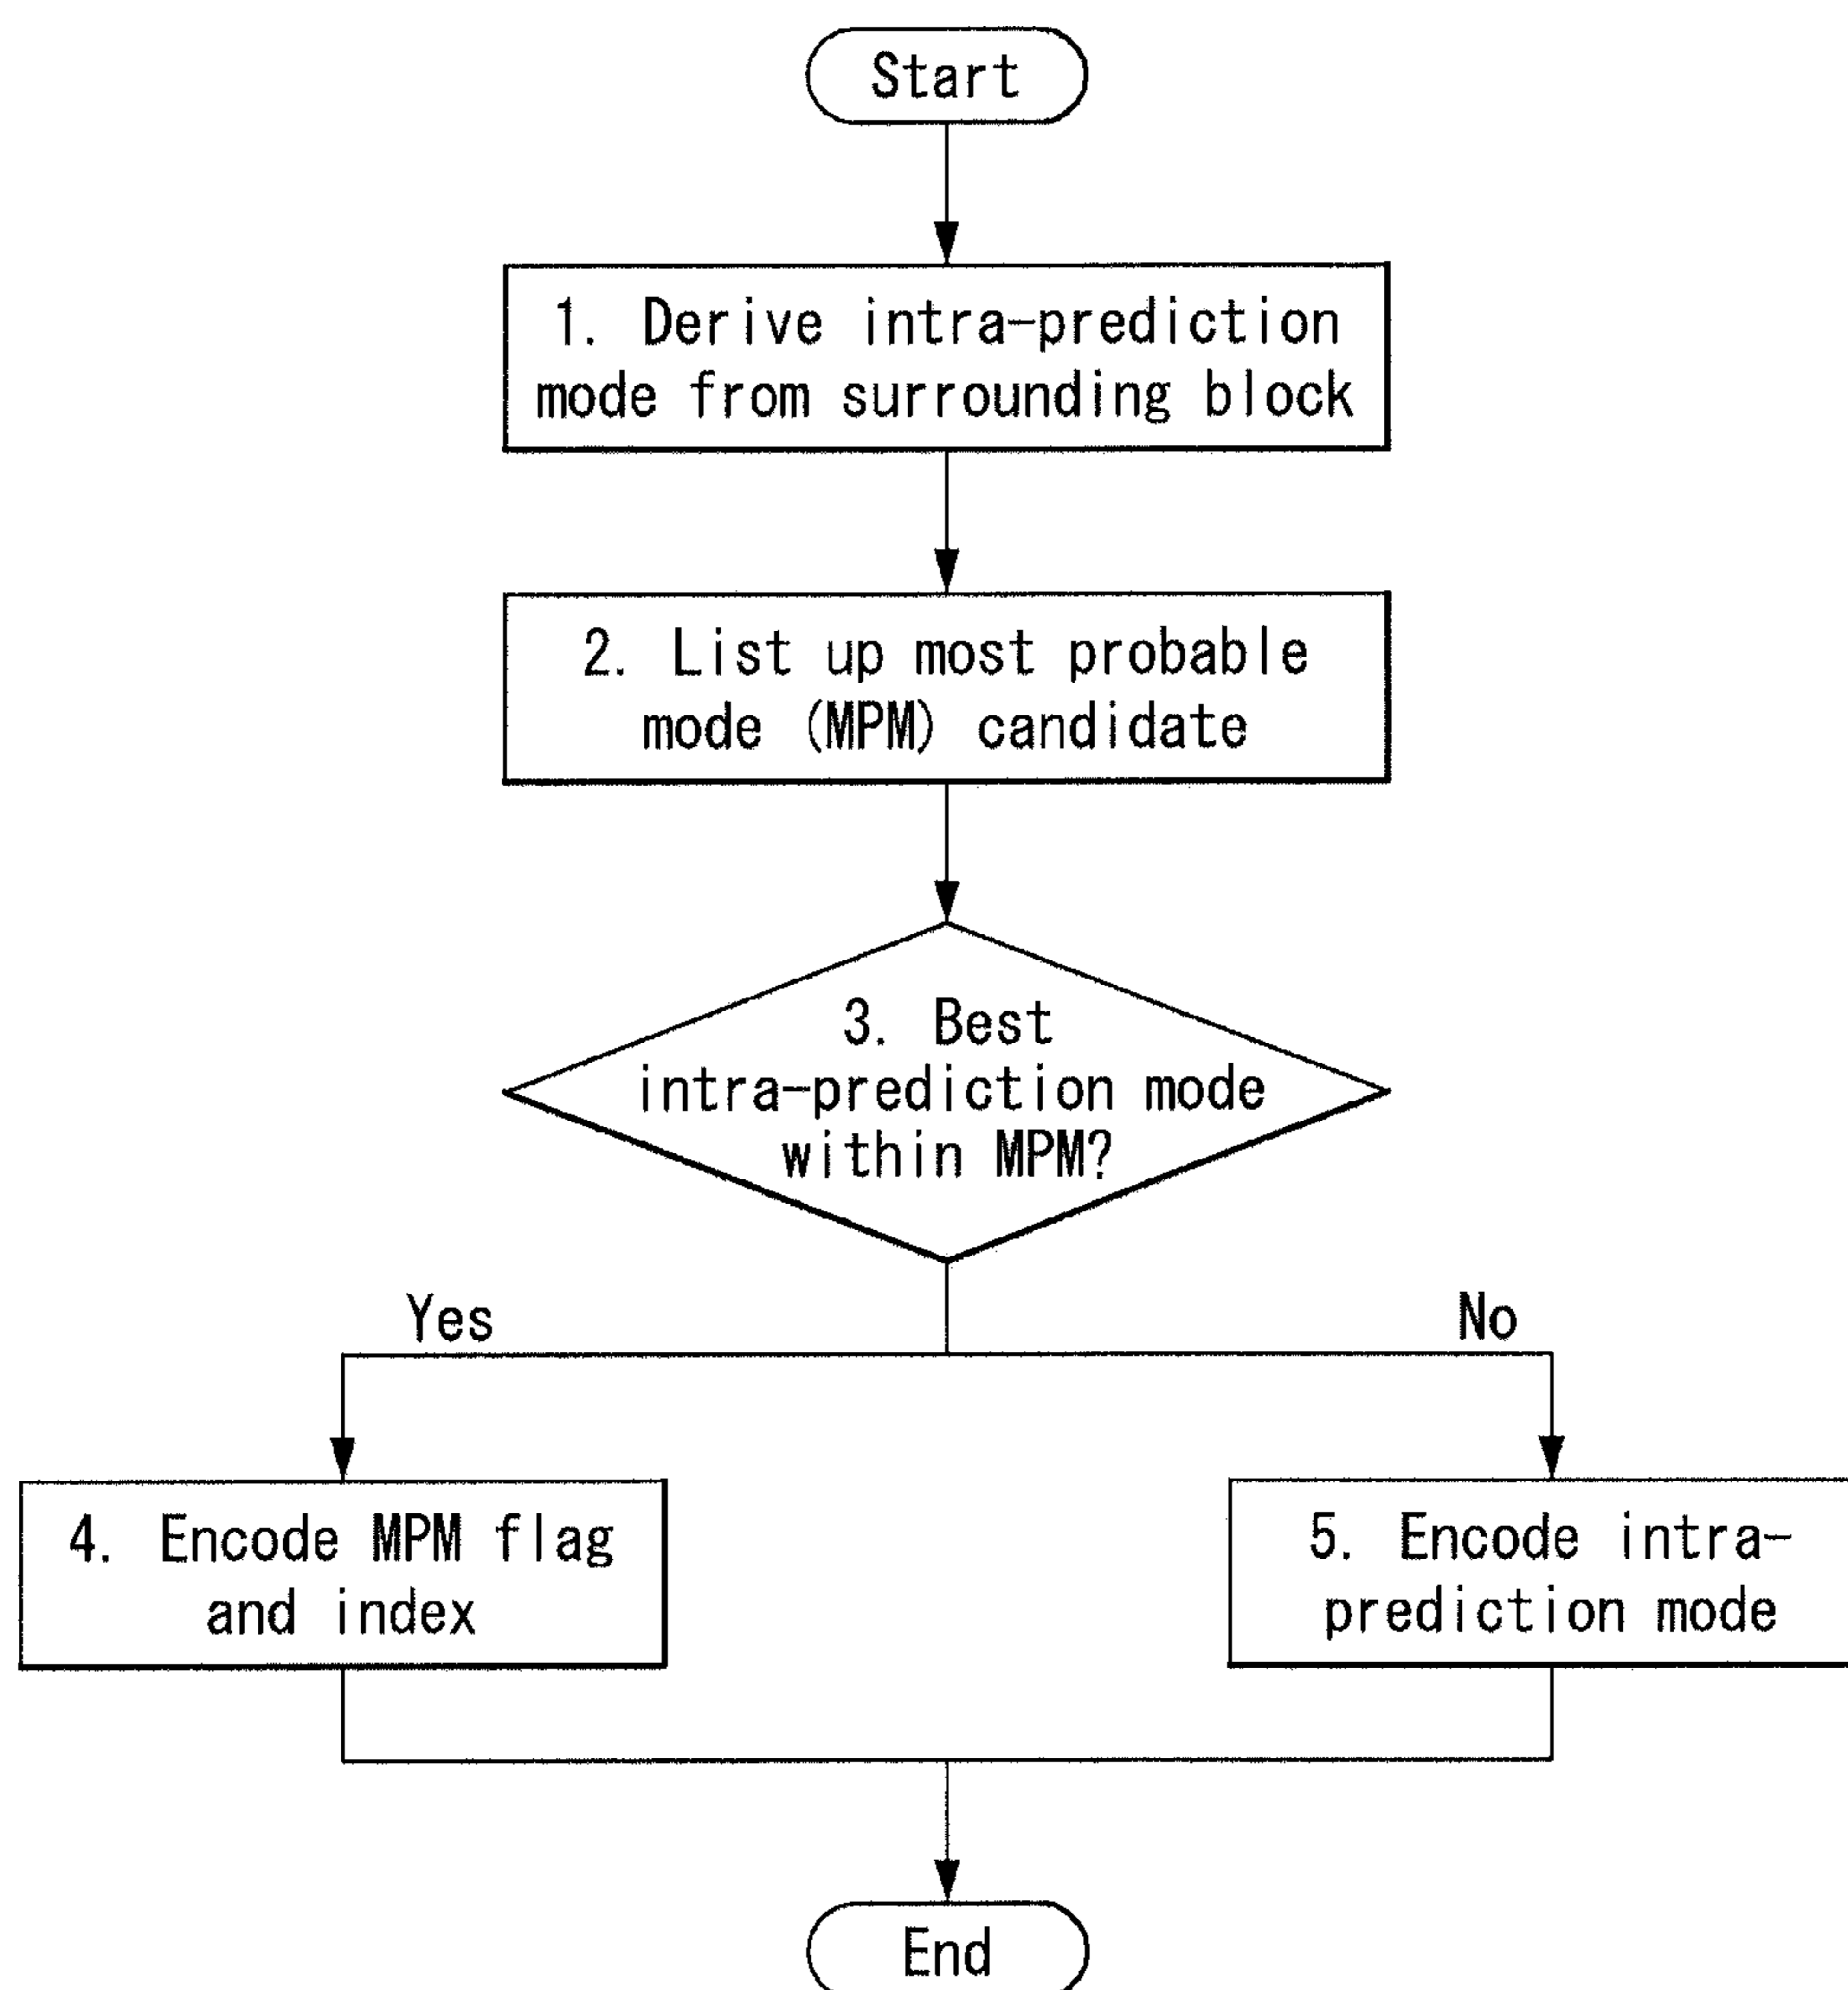 Start
1. Derive intra-prediction
mode from surrounding block
2. List up most probable
mode (MPM) candidate
3. Best
intra-prediction mode
within MPM?
Yes
No
4. Encode MPM flag
and index
5. Encode intra-
prediction mode
End